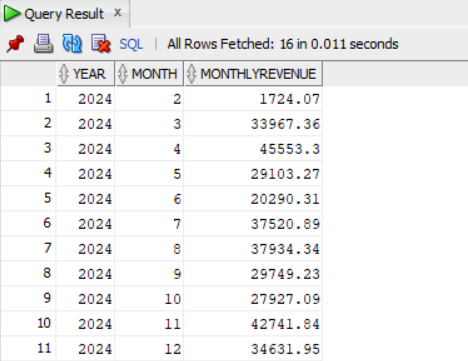 Query Result x
SQL | All Rows Fetched: 16 in 0.011 seconds
YEAR MONTH MONTHLYREVENUE
1 2024 2 1724.07
2 2024 3 33967.36
3 2024 4 45553.3
4 2024 5 29103.27
5 2024 6 20290.31
6 2024 7 37520.89
7 2024 8 37934.34
8 2024 9 29749.23
9 2024 10 27927.09
10 2024 11 42741.84
11 2024 12 34631.95